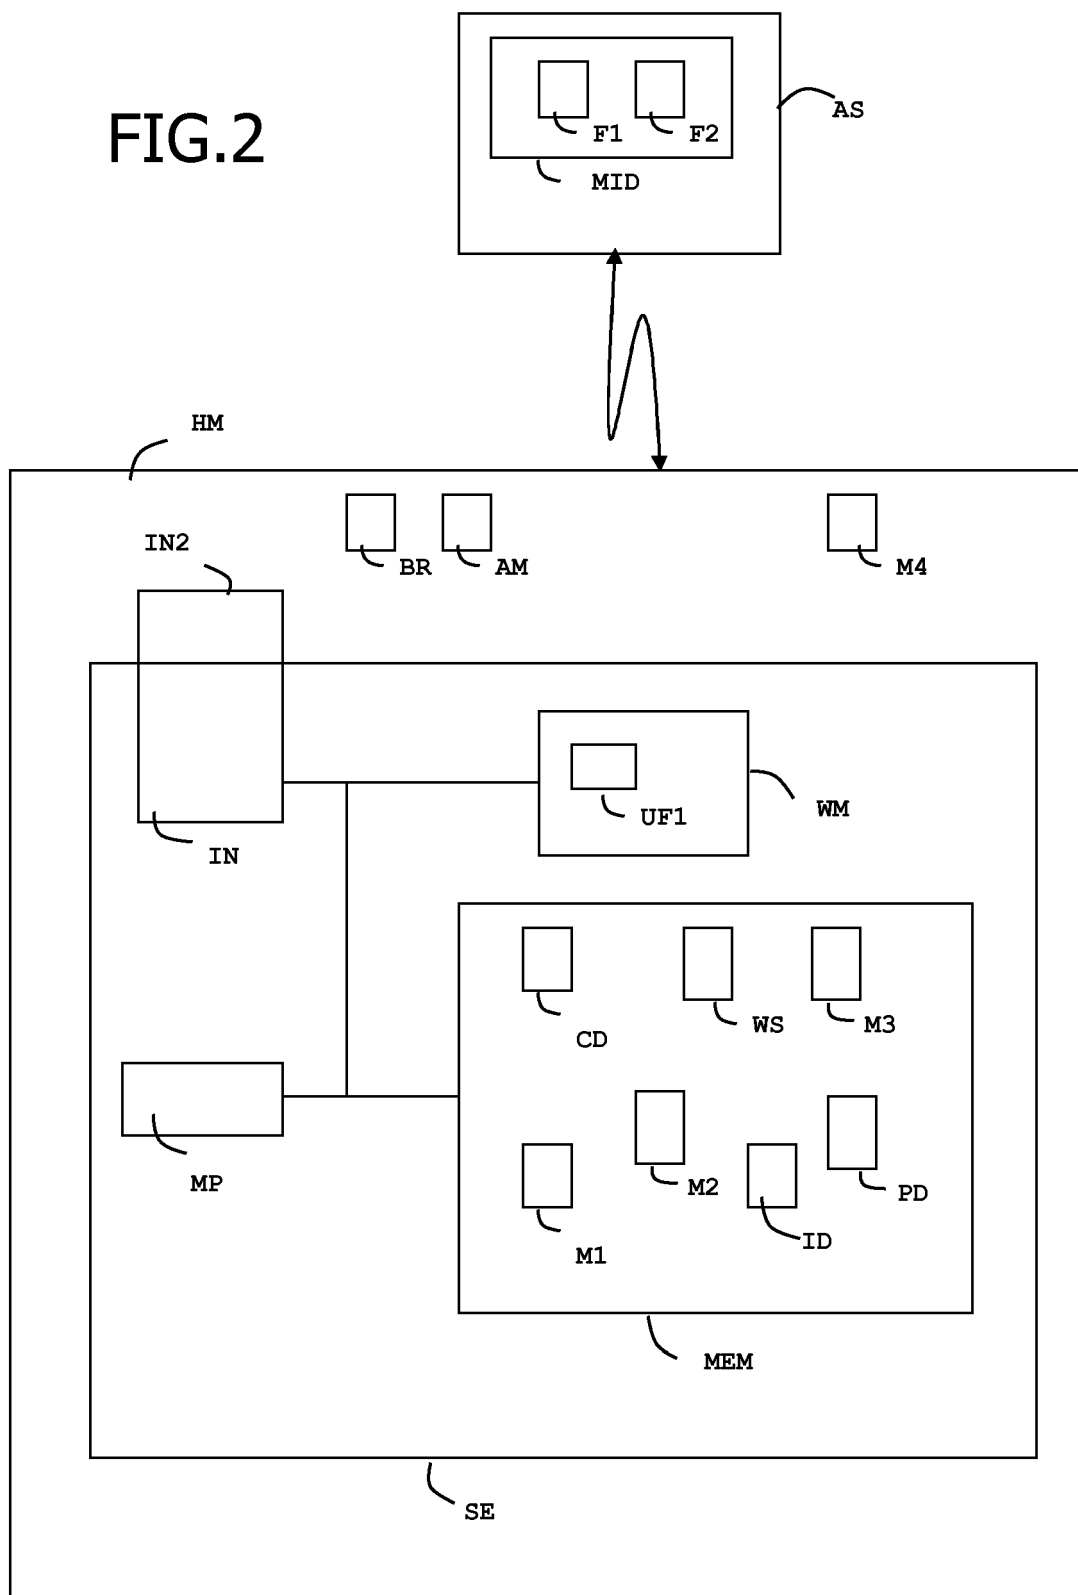 FIG.2
AS
F1 F2
MID
HM
IN2
BR AM M4
UF1
WM
IN
CD WS M3
MP M2 PD
M1 ID
MEM
SE